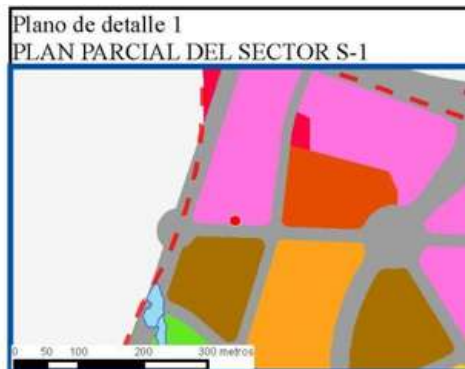 Plano de detalle 1
PLAN PARCIAL DEL SECTOR S-1
0 50 100 200 300 metros